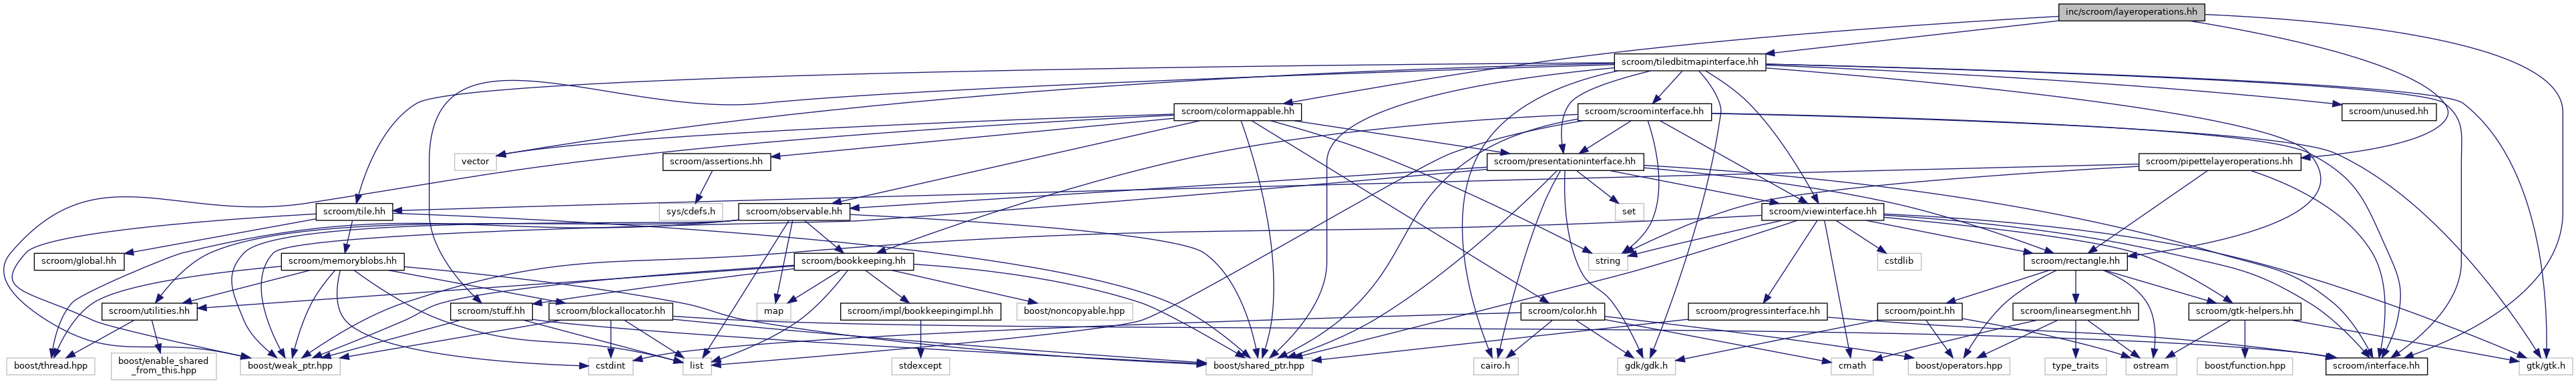 inc/scroom/layeroperations.hh
scroom/tiledbitmapinterface.hh
scroom/colormappable.hh
scroom/scroominterface.hh
scroom/unused.hh
vector
scroom/assertions.hh
scroom/presentationinterface.hh
scroom/pipettelayeroperations.hh
scroom/tile.hh
sys/cdefs.h
scroom/observable.hh
set
scroom/viewinterface.hh
scroom/global.hh
scroom/memoryblobs.hh
scroom/bookkeeping.hh
string
cstdlib
scroom/rectangle.hh
scroom/utilities.hh
scroom/stuff.hh
scroom/blockallocator.hh
map
scroom/impl/bookkeepingimpl.hh
boost/noncopyable.hpp
scroom/color.hh
scroom/progressinterface.hh
scroom/point.hh
scroom/linearsegment.hh
scroom/gtk-helpers.hh
boost/thread.hpp
boost/enable_shared
_from_this.hpp
boost/weak_ptr.hpp
cstdint
list
stdexcept
boost/shared_ptr.hpp
cairo.h
gdk/gdk.h
cmath
boost/operators.hpp
type_traits
ostream
boost/function.hpp
scroom/interface.hh
gtk/gtk.h